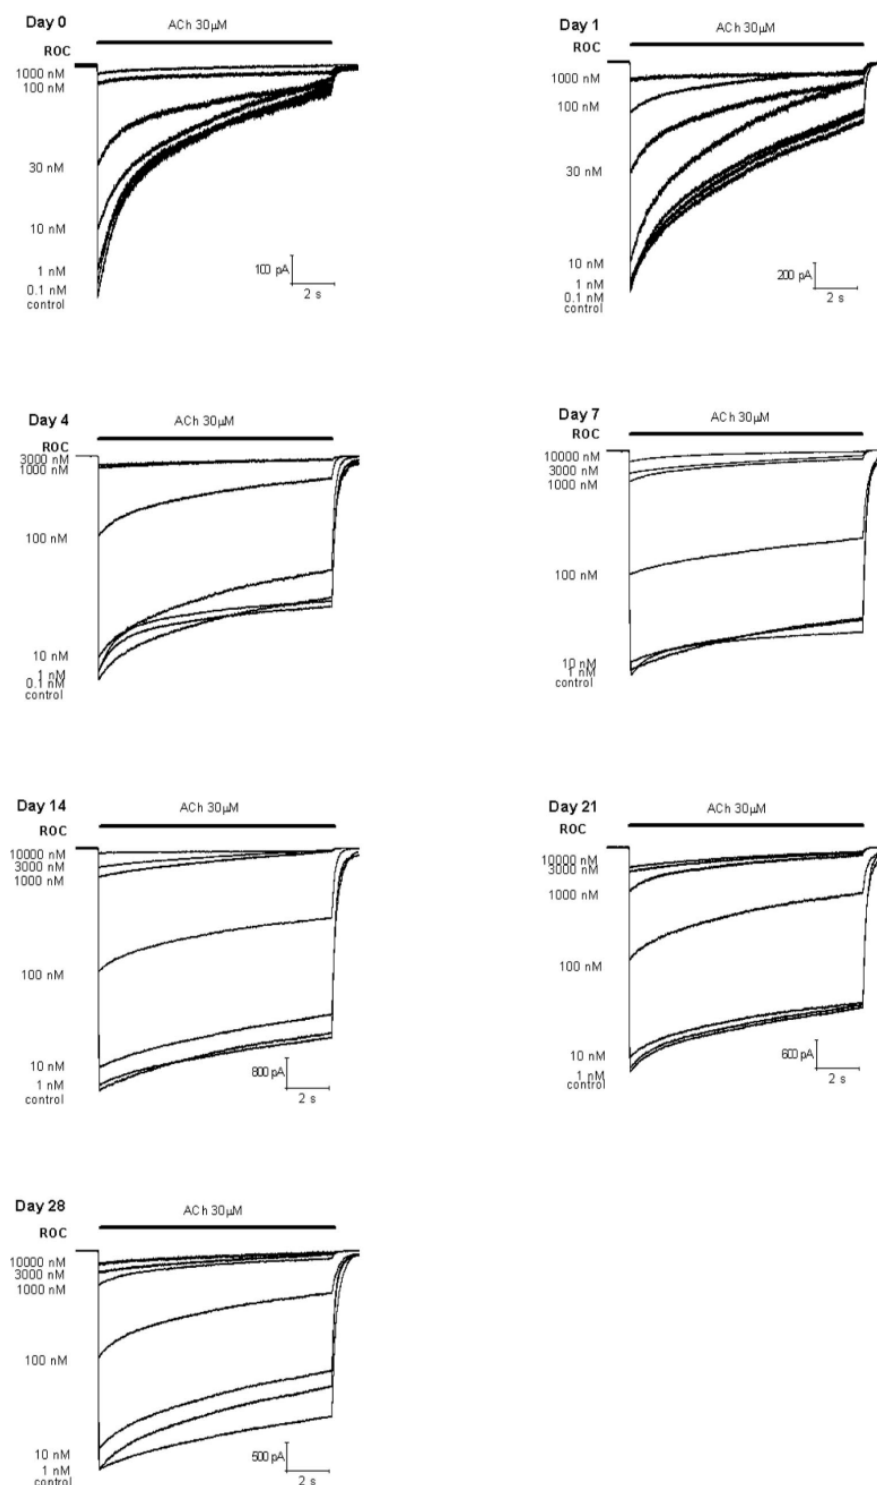 Day 0
ACh 30µM
ROC
1000 nM
100 nM
30 nM
10 nM
1 nM
0.1 nM
control
100 pA
2 s
Day 1
ACh 30µM
ROC
1000 nM
100 nM
30 nM
10 nM
1 nM
0.1 nM
control
200 pA
2 s
Day 4
ACh 30µM
ROC
3000 nM
1000 nM
100 nM
10 nM
1 nM
0.1 nM
control
Day 7
ACh 30µM
ROC
10000 nM
3000 nM
1000 nM
100 nM
10 nM
1 nM
control
Day 14
ACh 30µM
ROC
10000 nM
3000 nM
1000 nM
100 nM
10 nM
1 nM
control
800 pA
2 s
Day 21
ACh 30µM
ROC
10000 nM
3000 nM
1000 nM
100 nM
10 nM
1 nM
control
600 pA
2 s
Day 28
ACh 30µM
ROC
10000 nM
3000 nM
1000 nM
100 nM
10 nM
1 nM
control
500 pA
2 s